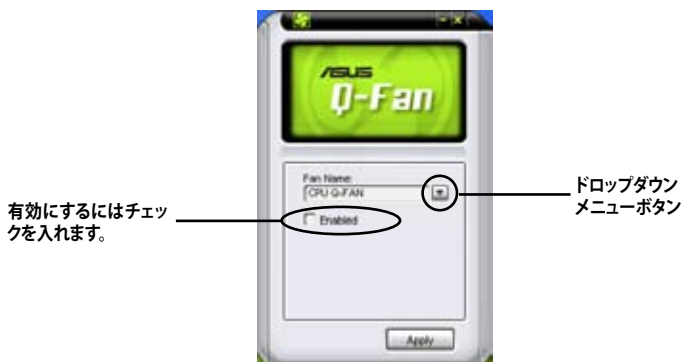 ASUS
Q-Fan
Fan Name:
CPU Q-FAN
Enabled
Apply
ドロップダウン
メニューボタン
有効にするにはチェッ
クを入れます。